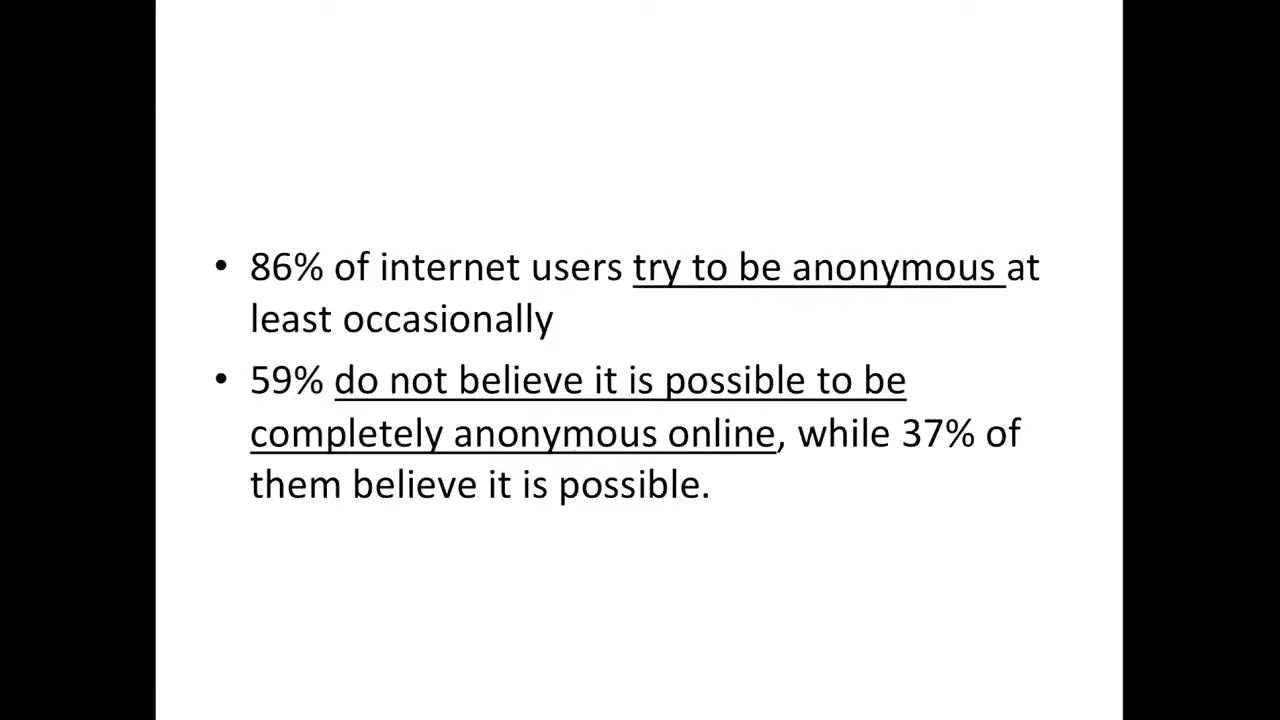 • 86% of internet users try to be anonymous at
least occasionally
• 59% do not believe it is possible to be
completely anonymous online, while 37% of
them believe it is possible.